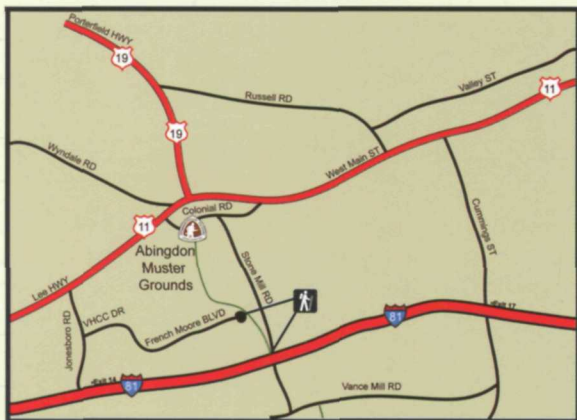 Porterfield HWY
19
Russell RD
Valley ST
11
19
West Main ST
Wyndale RD
Colonial RD
11
Abingdon
Muster
Grounds
Stone Mill RD
Cummings ST
Lee HWY
Jonesboro RD
VHCC DR
French Moore BLVD
81
Exit 17
Exit 14
81
Vance Mill RD